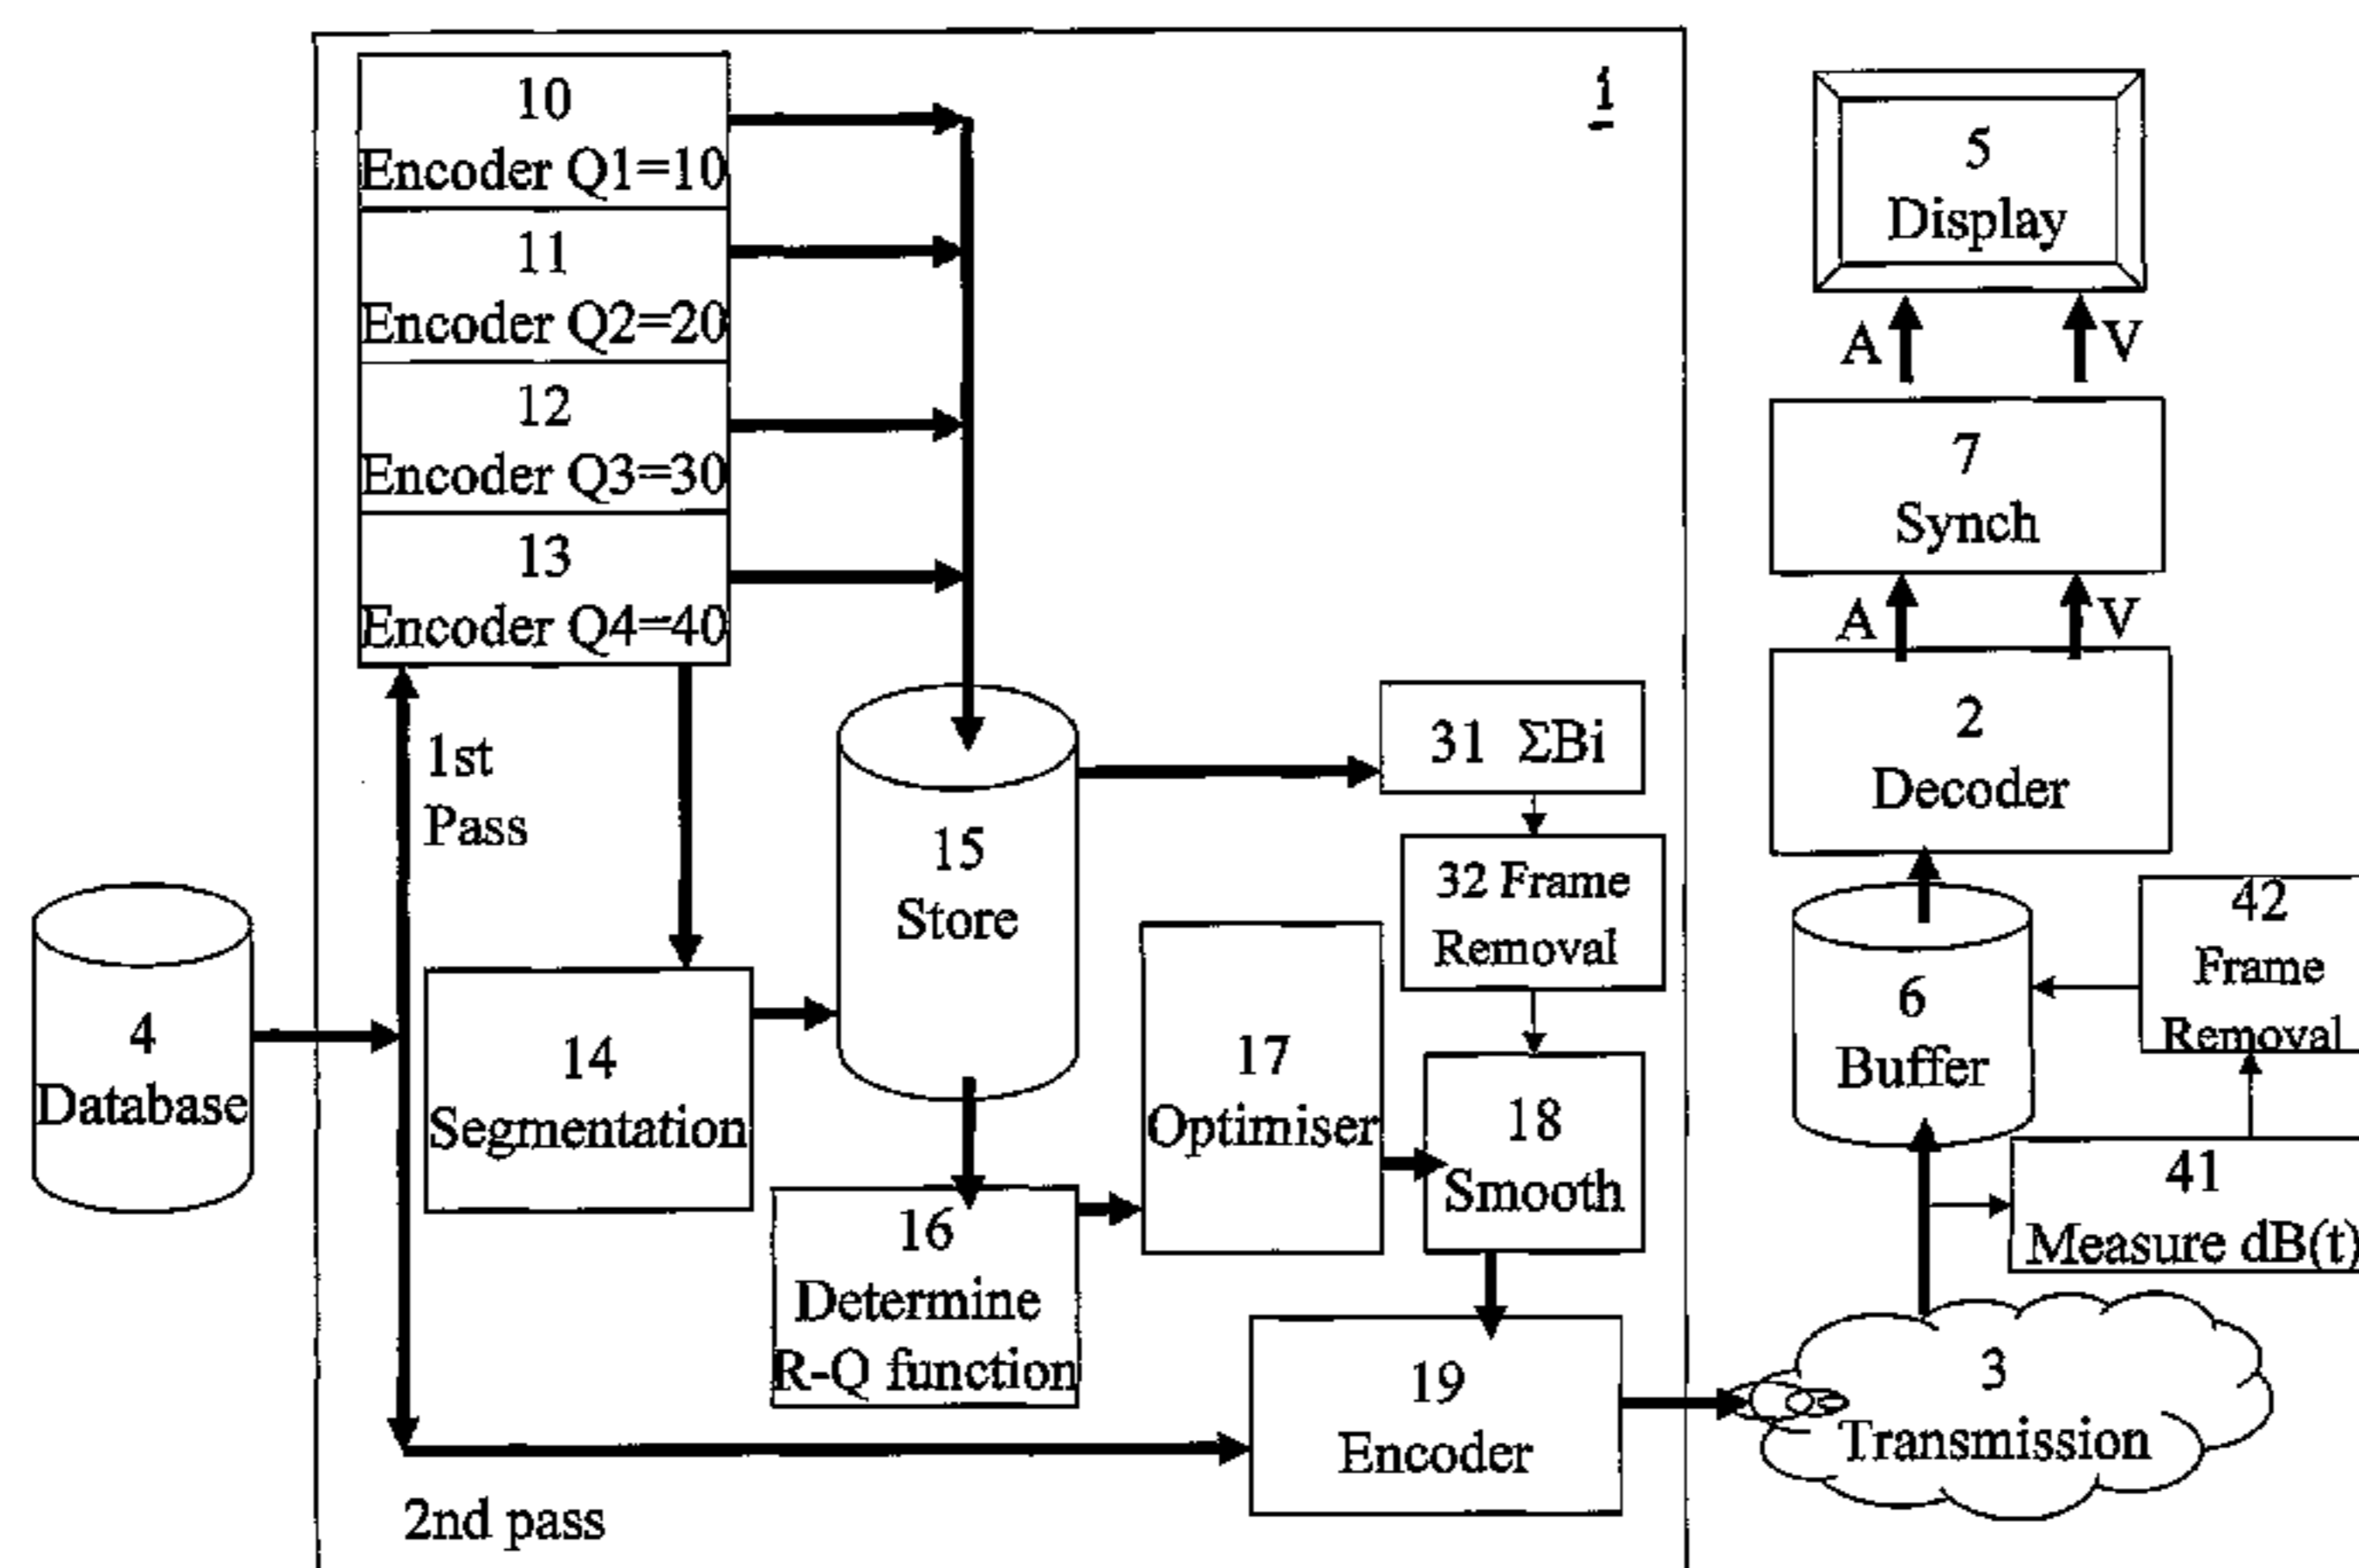 1
10
Encoder Q1=10
11
Encoder Q2=20
12
Encoder Q3=30
13
Encoder Q4=40
5
Display
A
V
7
Synch
A
V
2
Decoder
1st
Pass
31 ΣBi
15
Store
32 Frame
Removal
42
Frame
Removal
6
Buffer
4
Database
14
Segmentation
17
Optimiser
18
Smooth
41
Measure dB(t)
16
Determine
R-Q function
19
Encoder
3
Transmission
2nd pass